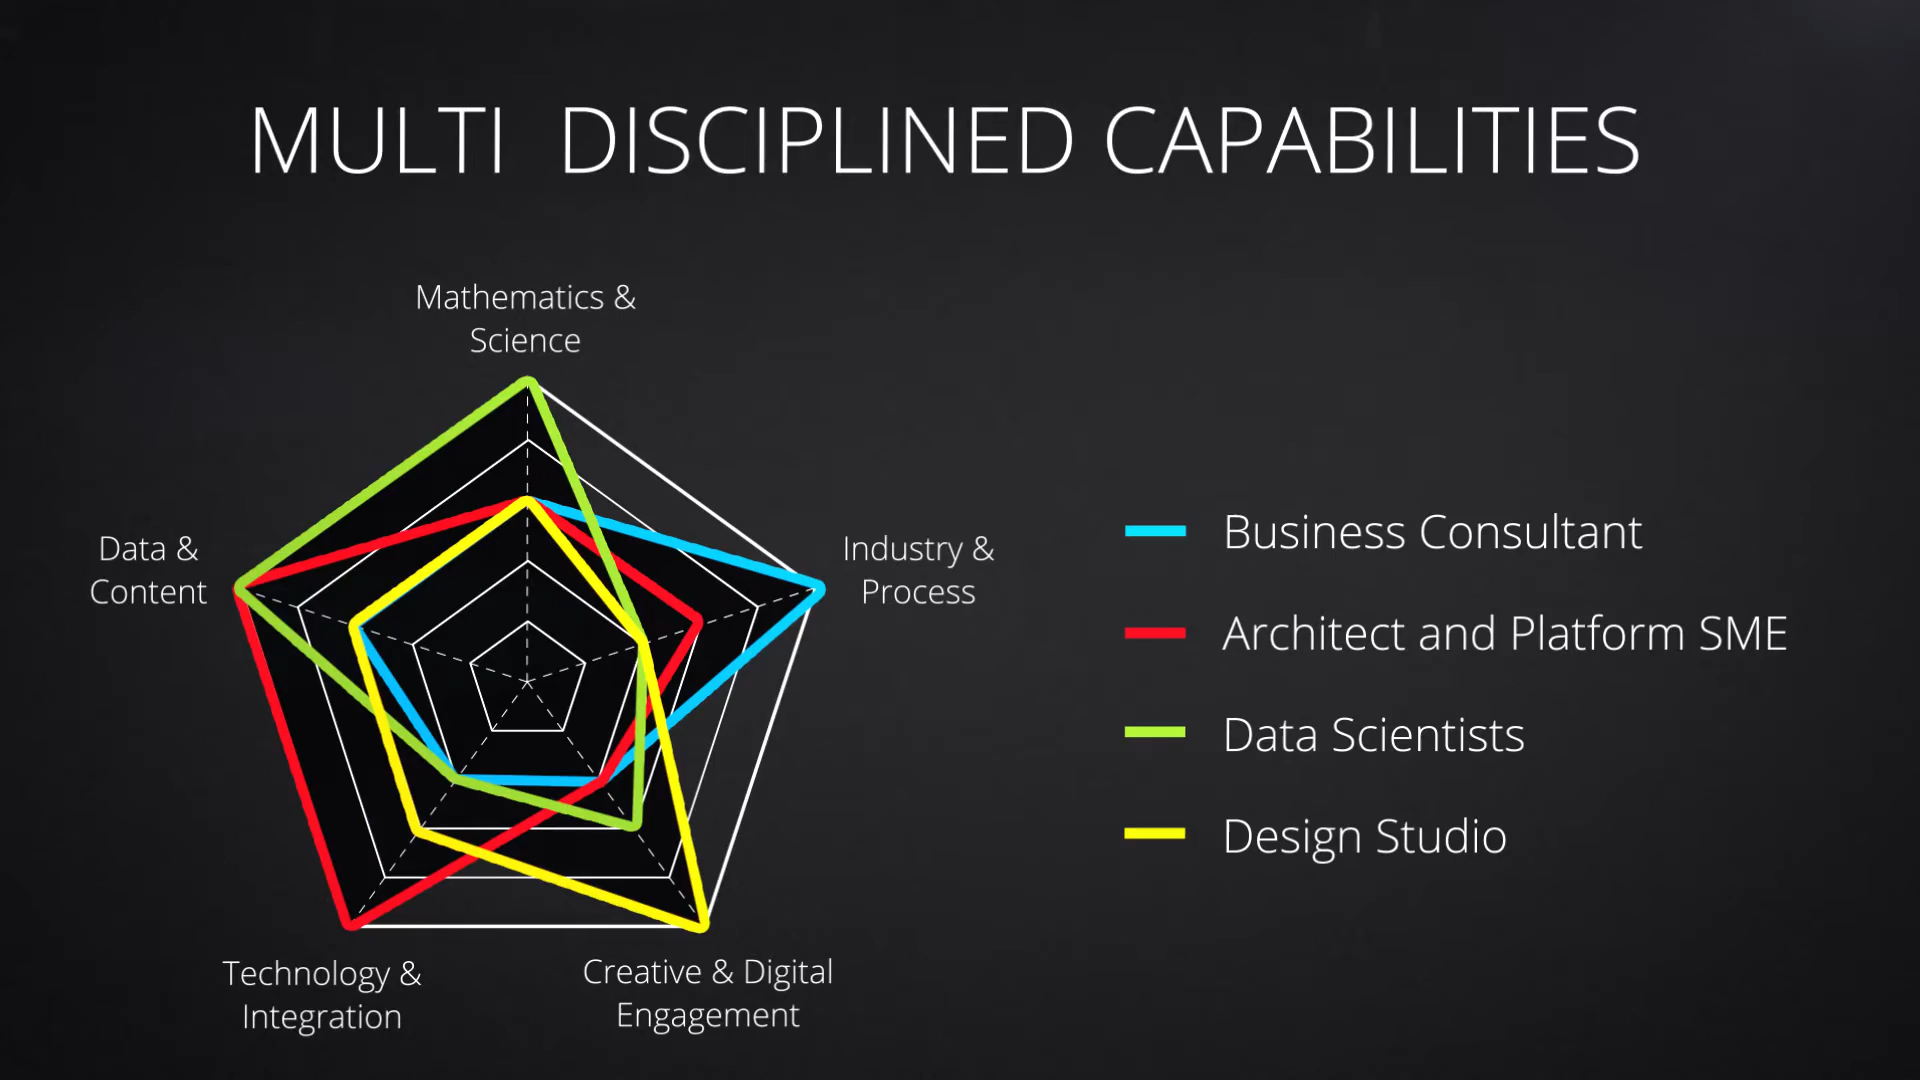 MULTI  DISCIPLINED CAPABILITIES
Mathematics &
Science
Data &
Content
Industry &
Process
Technology &
Integration
Creative & Digital
Engagement
Business Consultant
Architect and Platform SME
Data Scientists
Design Studio